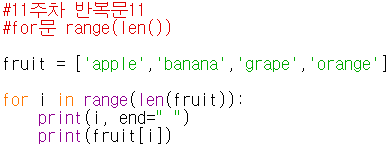 #11주차 반복문11
#for문 range(len())
fruit = ['apple','banana','grape','orange']
for i in range(len(fruit)):
    print(i, end=" ")
    print(fruit[i])